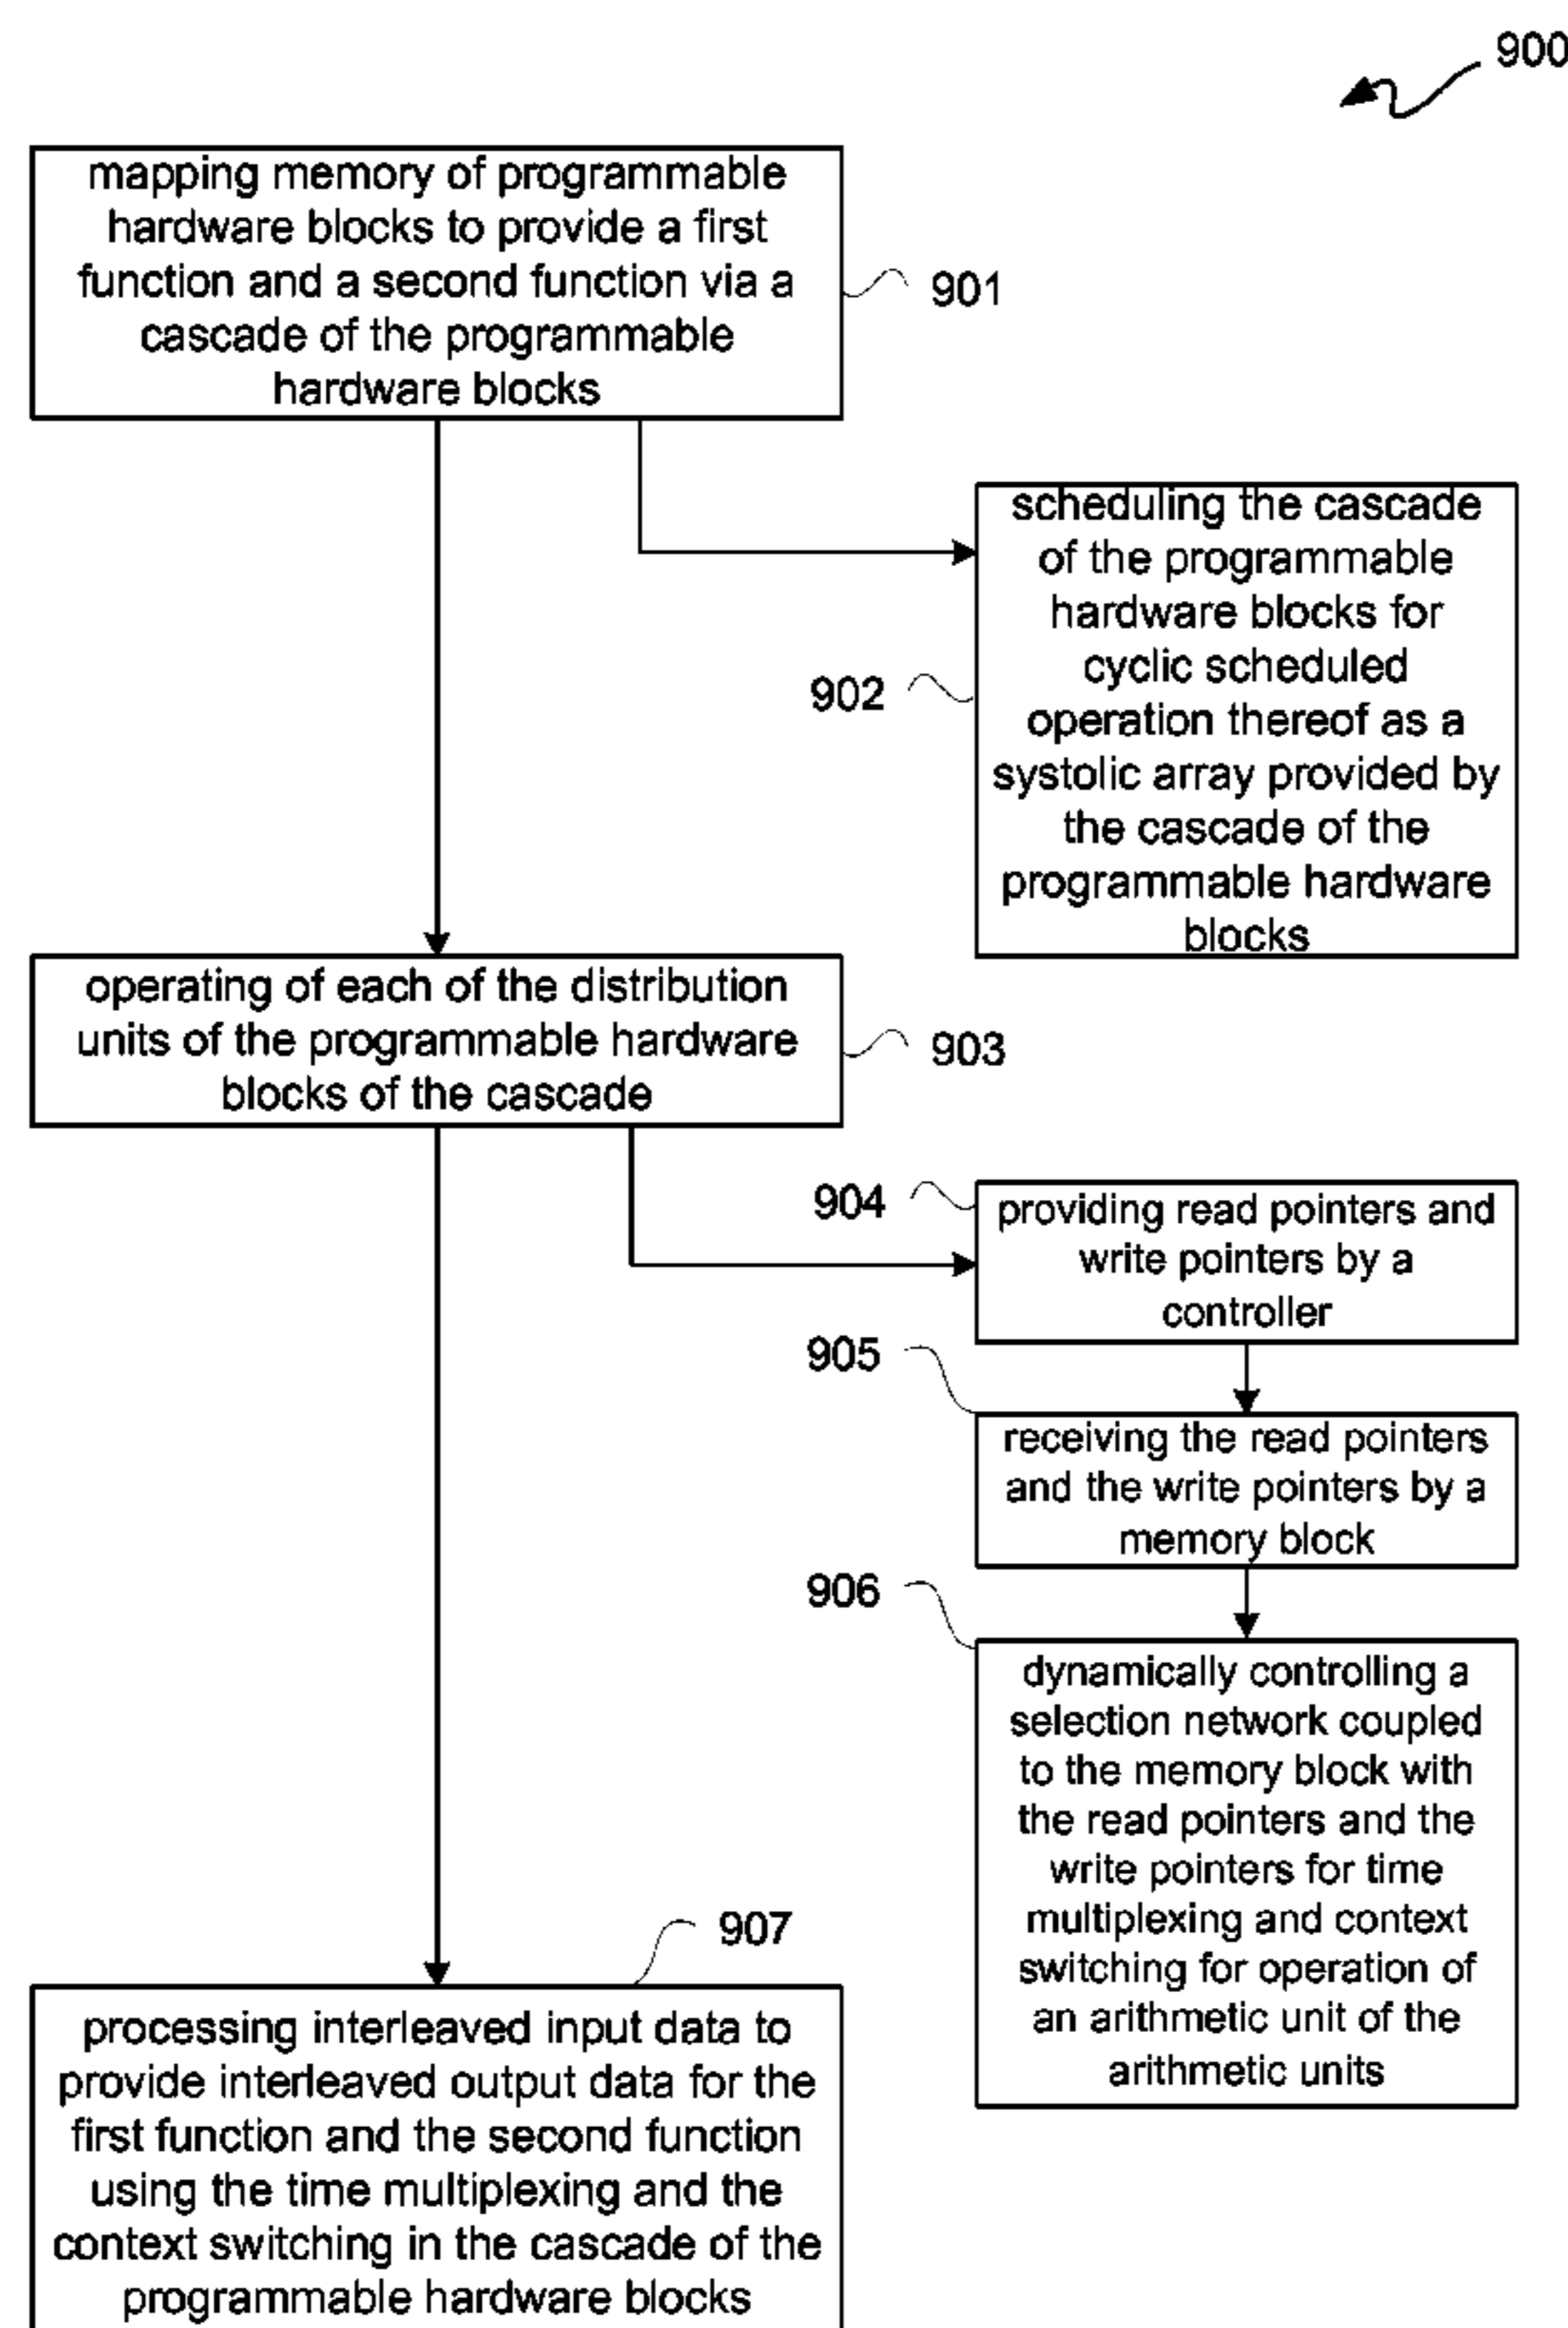 900
mapping memory of programmable
hardware blocks to provide a first
function and a second function via a
cascade of the programmable
hardware blocks
901
scheduling the cascade
of the programmable
hardware blocks for
cyclic scheduled
operation thereof as a
systolic array provided by
the cascade of the
programmable hardware
blocks
902
operating of each of the distribution
units of the programmable hardware
blocks of the cascade
903
904
providing read pointers and
write pointers by a
controller
905
receiving the read pointers
and the write pointers by a
memory block
906
dynamically controlling a
selection network coupled
to the memory block with
the read pointers and the
write pointers for time
multiplexing and context
switching for operation of
an arithmetic unit of the
arithmetic units
907
processing interleaved input data to
provide interleaved output data for the
first function and the second function
using the time multiplexing and the
context switching in the cascade of the
programmable hardware blocks